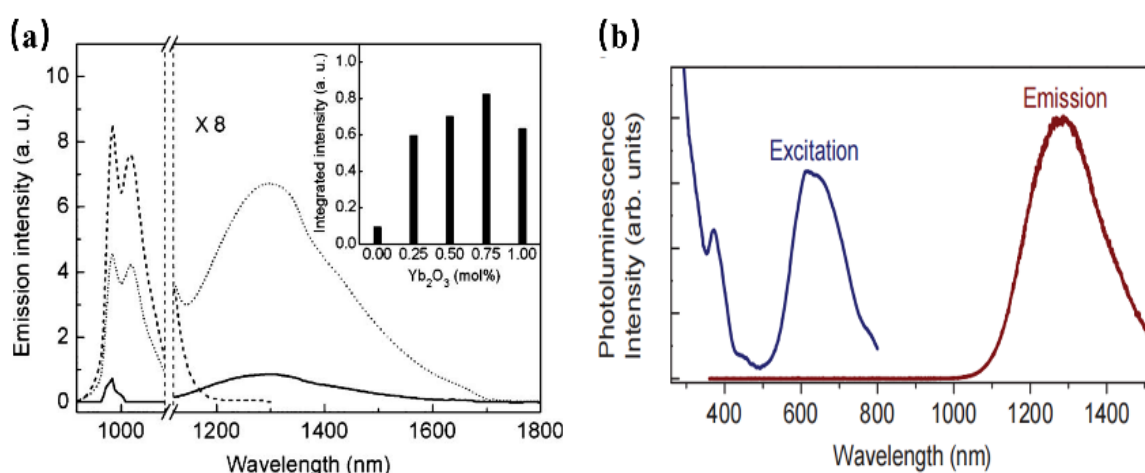 (a)
Emission intensity (a. u.)
10
8
6
4
2
0
X 8
Integrated intensity (a. u.)
1.0
0.8
0.6
0.4
0.2
0.0
0.00 0.25 0.50 0.75 1.00
Yb2O3 (mol%)
1000 1200 1400 1600 1800
Wavelength (nm)
(b)
Photoluminescence
Intensity (arb. units)
Excitation
Emission
400 600 800 1000 1200 1400
Wavelength (nm)